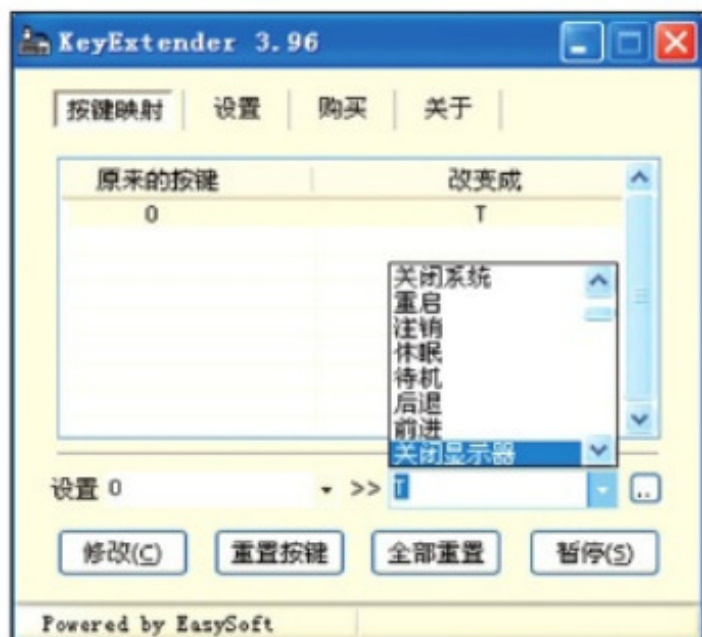 KeyExtender 3.96
按键映射 设置 购买 关于
原来的按键 改变成
0 T
关闭系统
重启
注销
休眠
待机
后退
前进
关闭显示器
设置 0 >> T ..
修改(C) 重置按键 全部重置 暂停(S)
Powered by EasySoft